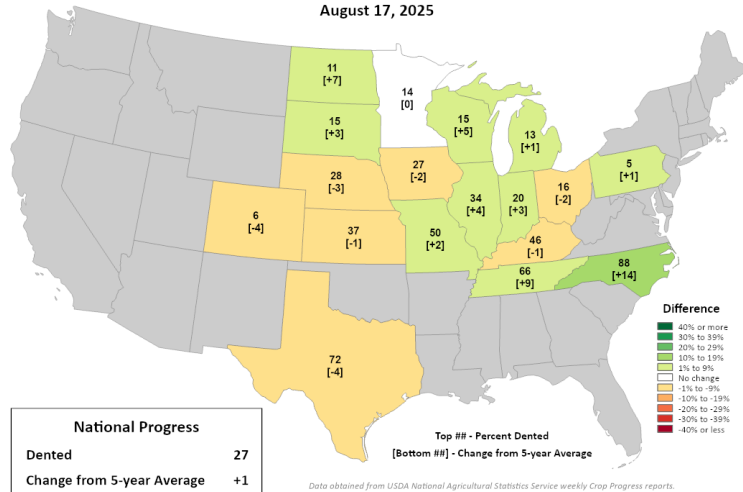 August 17, 2025
11
[+7]
14
[0]
15
[+3]
15
[+5]
13
[+1]
28
[-3]
27
[-2]
34
[+4]
20
[+3]
16
[-2]
5
[+1]
6
[-4]
37
[-1]
50
[+2]
46
[-1]
66
[+9]
88
[+14]
72
[-4]
Difference
40% or more
30% to 39%
20% to 29%
10% to 19%
1% to 9%
No change
-1% to -9%
-10% to -19%
-20% to -29%
-30% to -39%
-40% or less
National Progress
Dented 27
Change from 5-year Average +1
Top ## - Percent Dented
[Bottom ##] - Change from 5-year Average
Data obtained from USDA National Agricultural Statistics Service weekly Crop Progress reports.